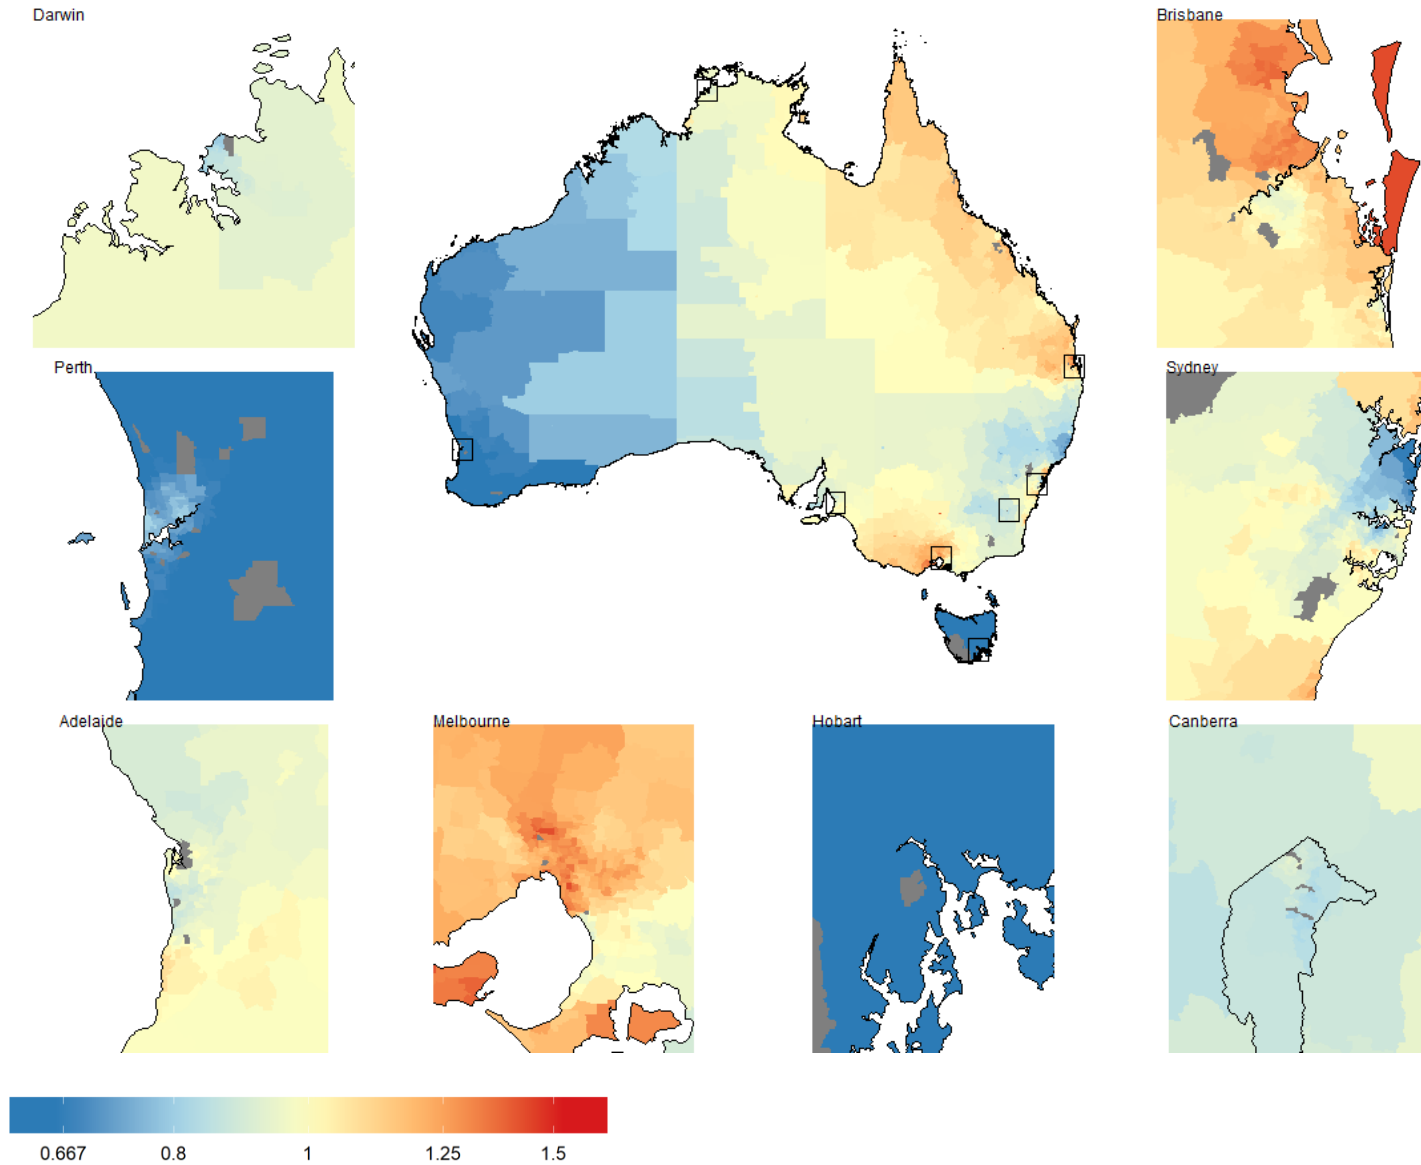 Darwin
Brisbane
Perth
Sydney
Adelaide
Melbourne
Hobart
Canberra
0.667
0.8
1
1.25
1.5